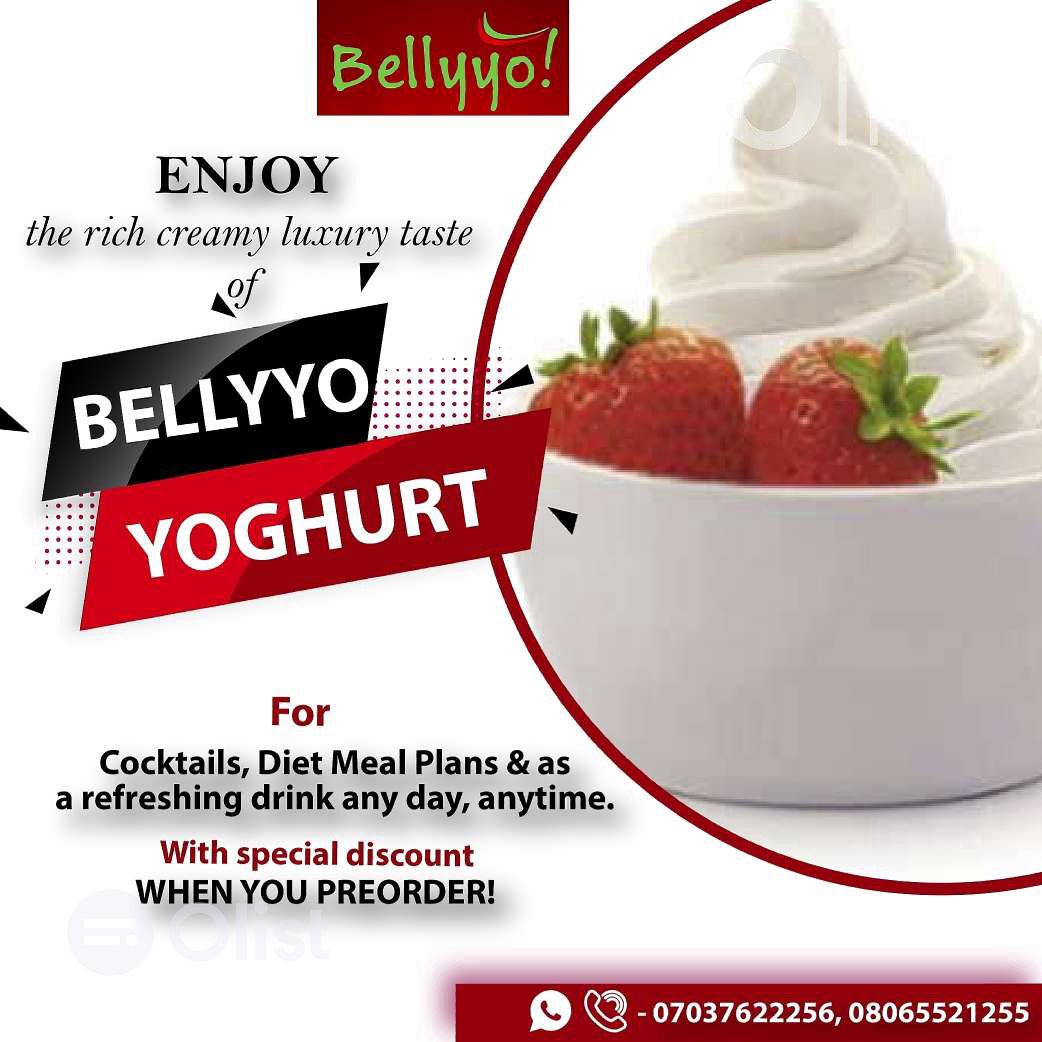 Bellyyo!
ENJOY
the rich creamy luxury taste
of
BELLYYO
YOGHURT
For
Cocktails, Diet Meal Plans & as
a refreshing drink any day, anytime.
With special discount
WHEN YOU PREORDER!
Olist
- 07037622256, 08065521255